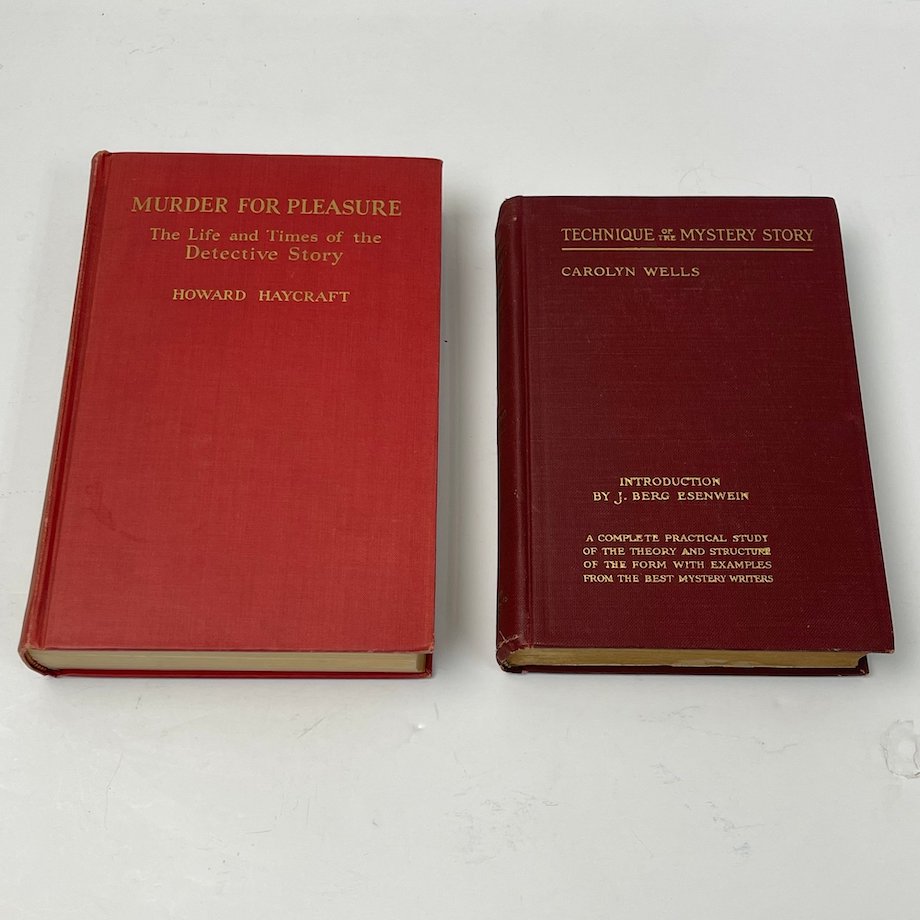 MURDER FOR PLEASURE
The Life and Times of the
Detective Story
HOWARD HAYCRAFT
TECHNIQUE OF THE MYSTERY STORY
CAROLYN WELLS
INTRODUCTION
BY J. BERG ESENWEIN
A COMPLETE PRACTICAL STUDY
OF THE THEORY AND STRUCTURE
OF THE FORM WITH EXAMPLES
FROM THE BEST MYSTERY WRITERS